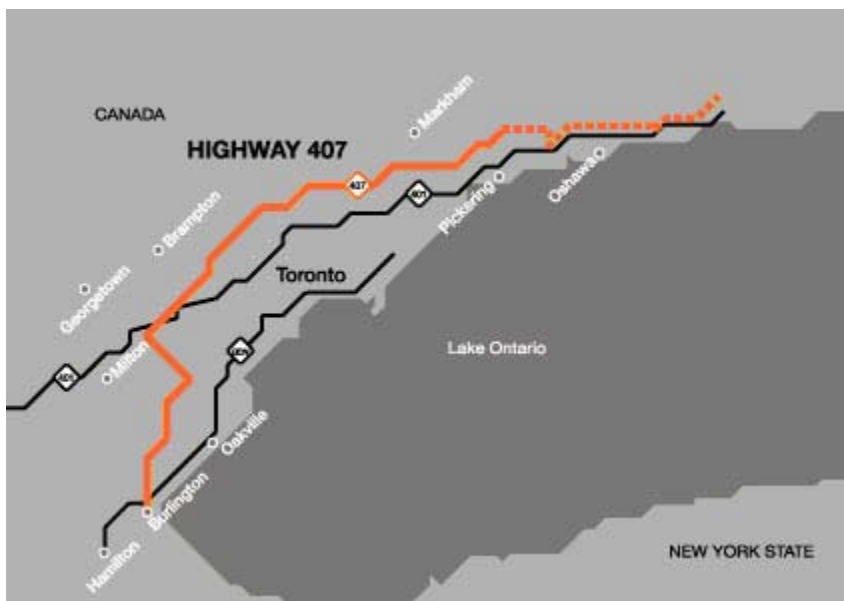 CANADA
Markham
HIGHWAY 407
407
401
Pickering
Oshawa
Brampton
Georgetown
Toronto
Lake Ontario
401
Milton
Oakville
Burlington
Hamilton
NEW YORK STATE